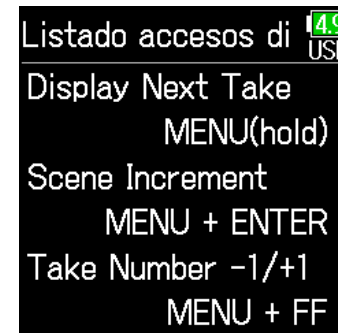 Listado accesos di
Display Next Take
MENU(hold)
Scene Increment
MENU + ENTER
Take Number -1/+1
MENU + FF